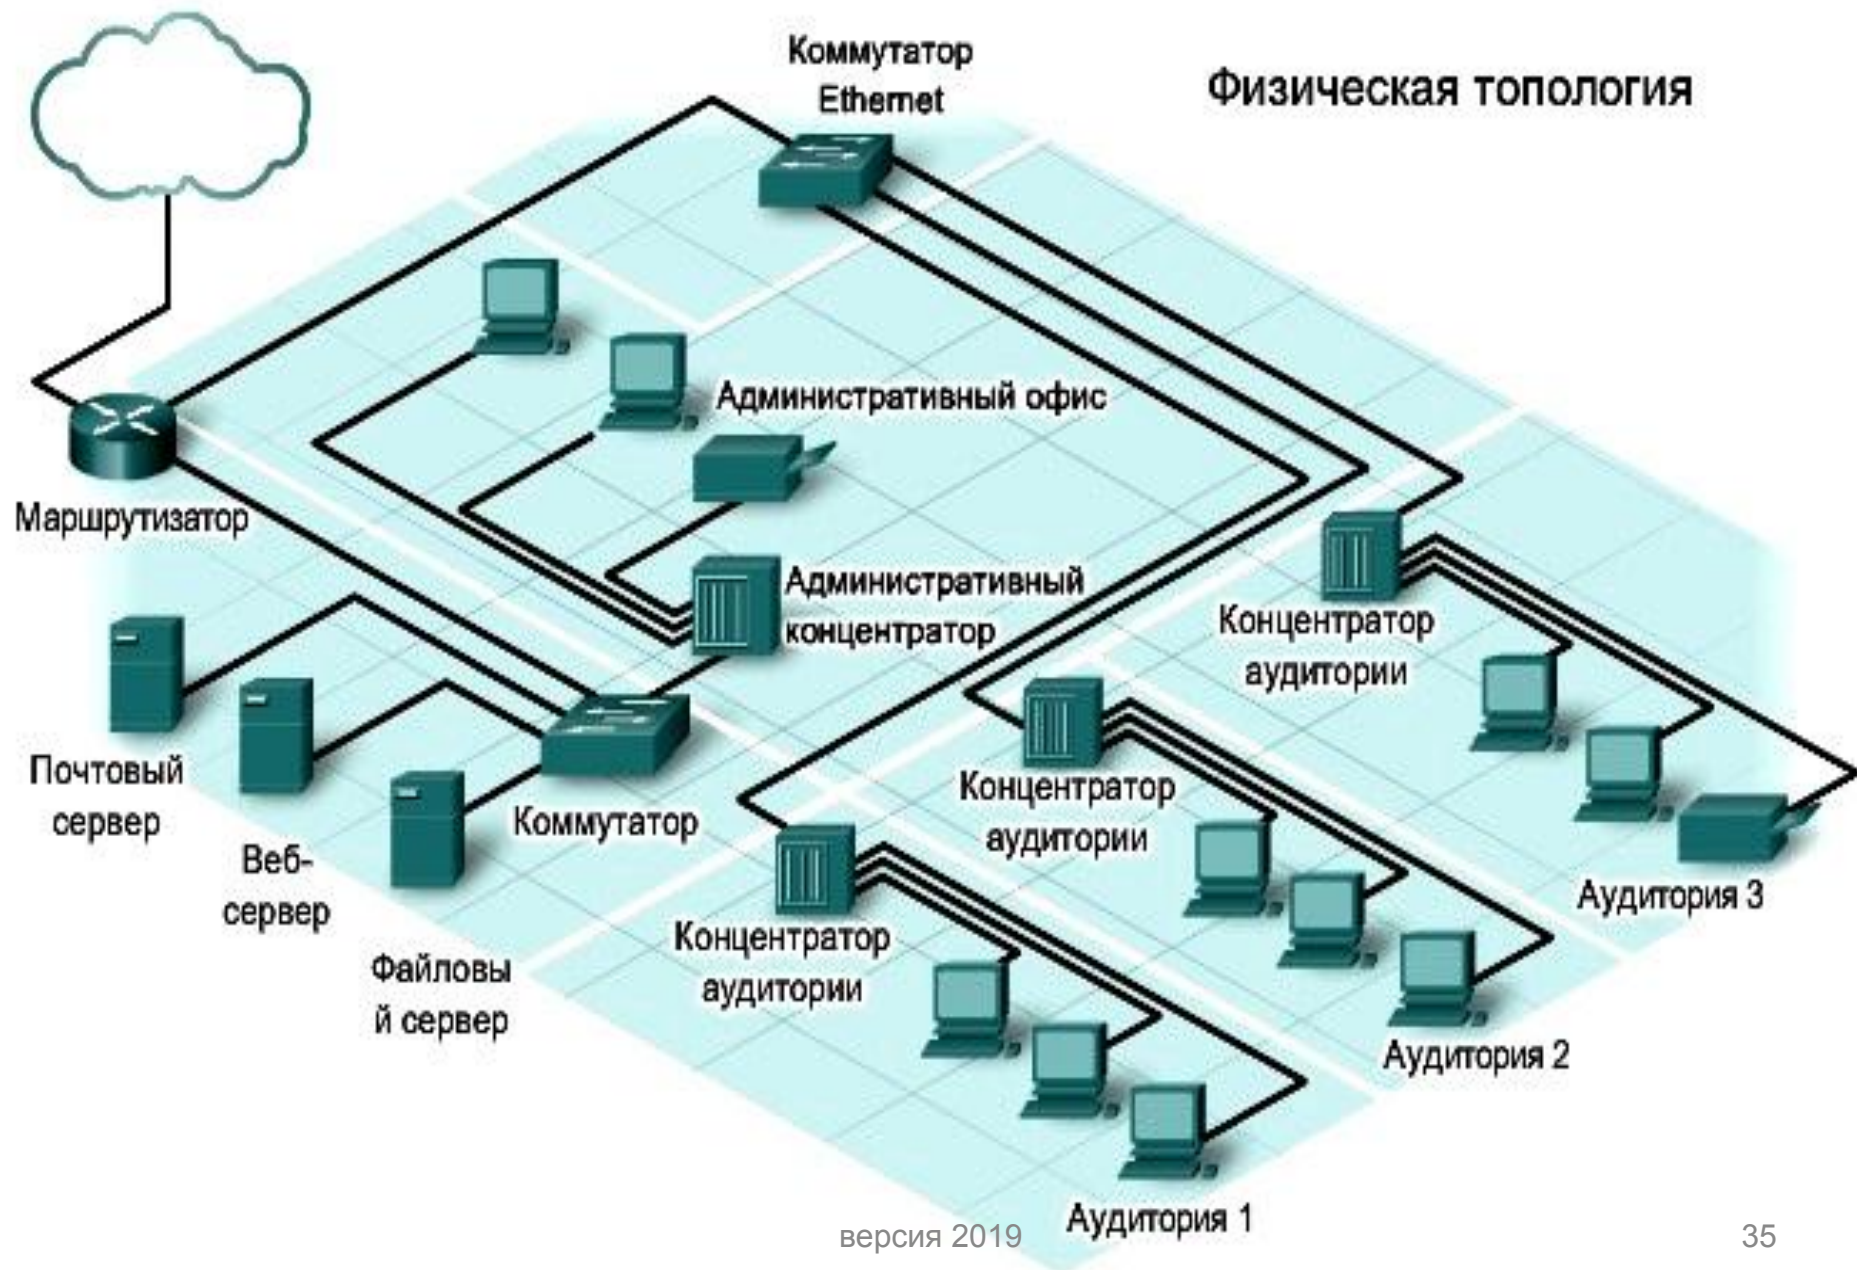 Коммутатор
Ethernet
Физическая топология
Административный офис
Маршрутизатор
Административный
концентратор
Концентратор
аудитории
Почтовый
сервер
Веб-
сервер
Файловы
й сервер
Коммутатор
Концентратор
аудитории
Концентратор
аудитории
Аудитория 3
Аудитория 2
Аудитория 1
версия 2019
35